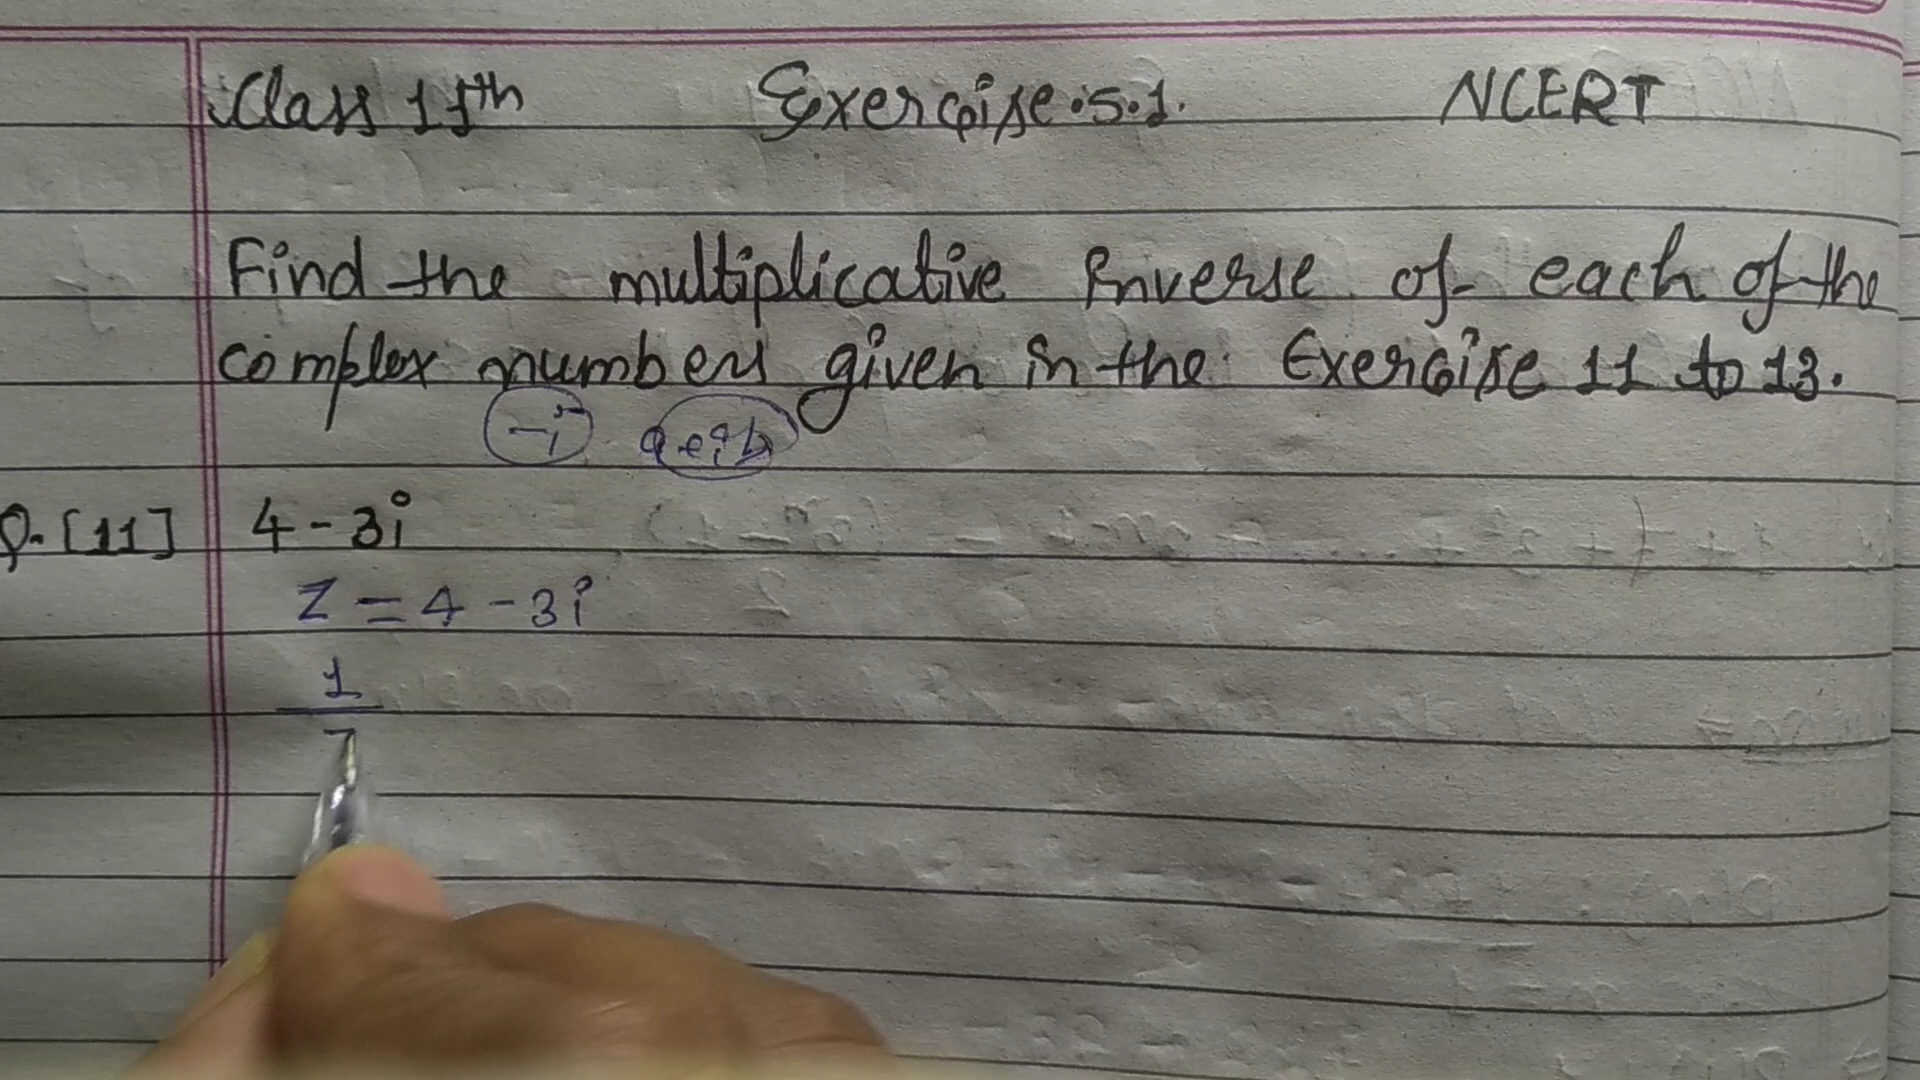 Class 11th Exercise.5.1. NCERT
Find the multiplicative inverse of each of the
complex numbers given in the Exercise 11 to 13.
-i
Q.[11] 4-3i
Z=4-3i
1